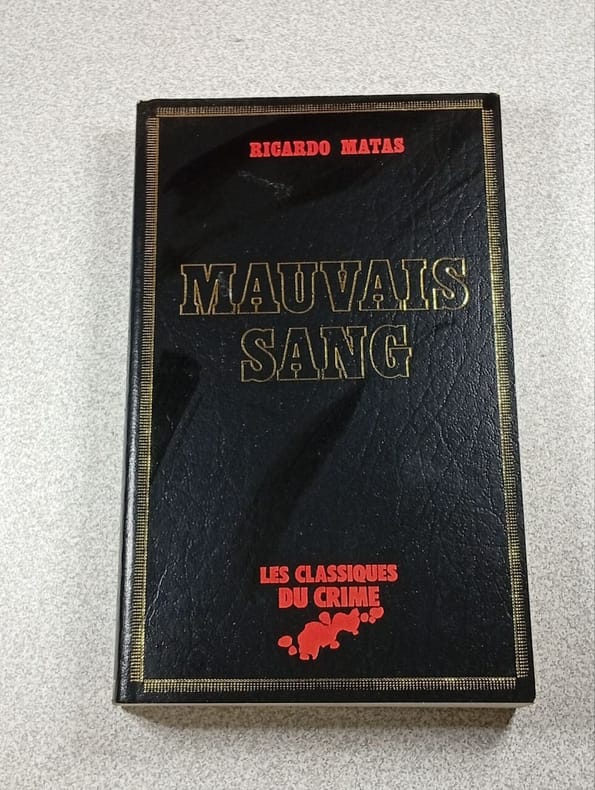 RICARDO MATAS
MAUVAIS
SANG
LES CLASSIQUES
DU CRIME